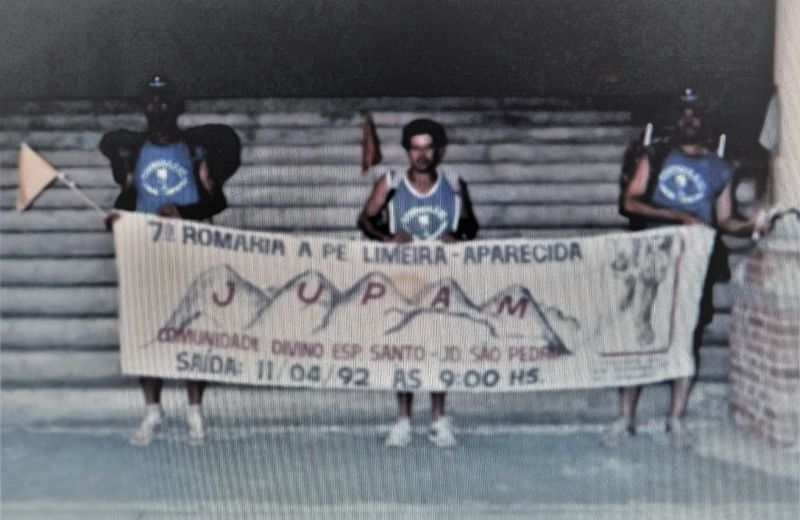 7ª ROMARIA A PÉ LIMEIRA - APARECIDA
JUPAM
COMUNIDADE DIVINO ESP SANTO - JD SÃO PEDRO
SAÍDA: 11/04/92 ÀS 9:00 HS.